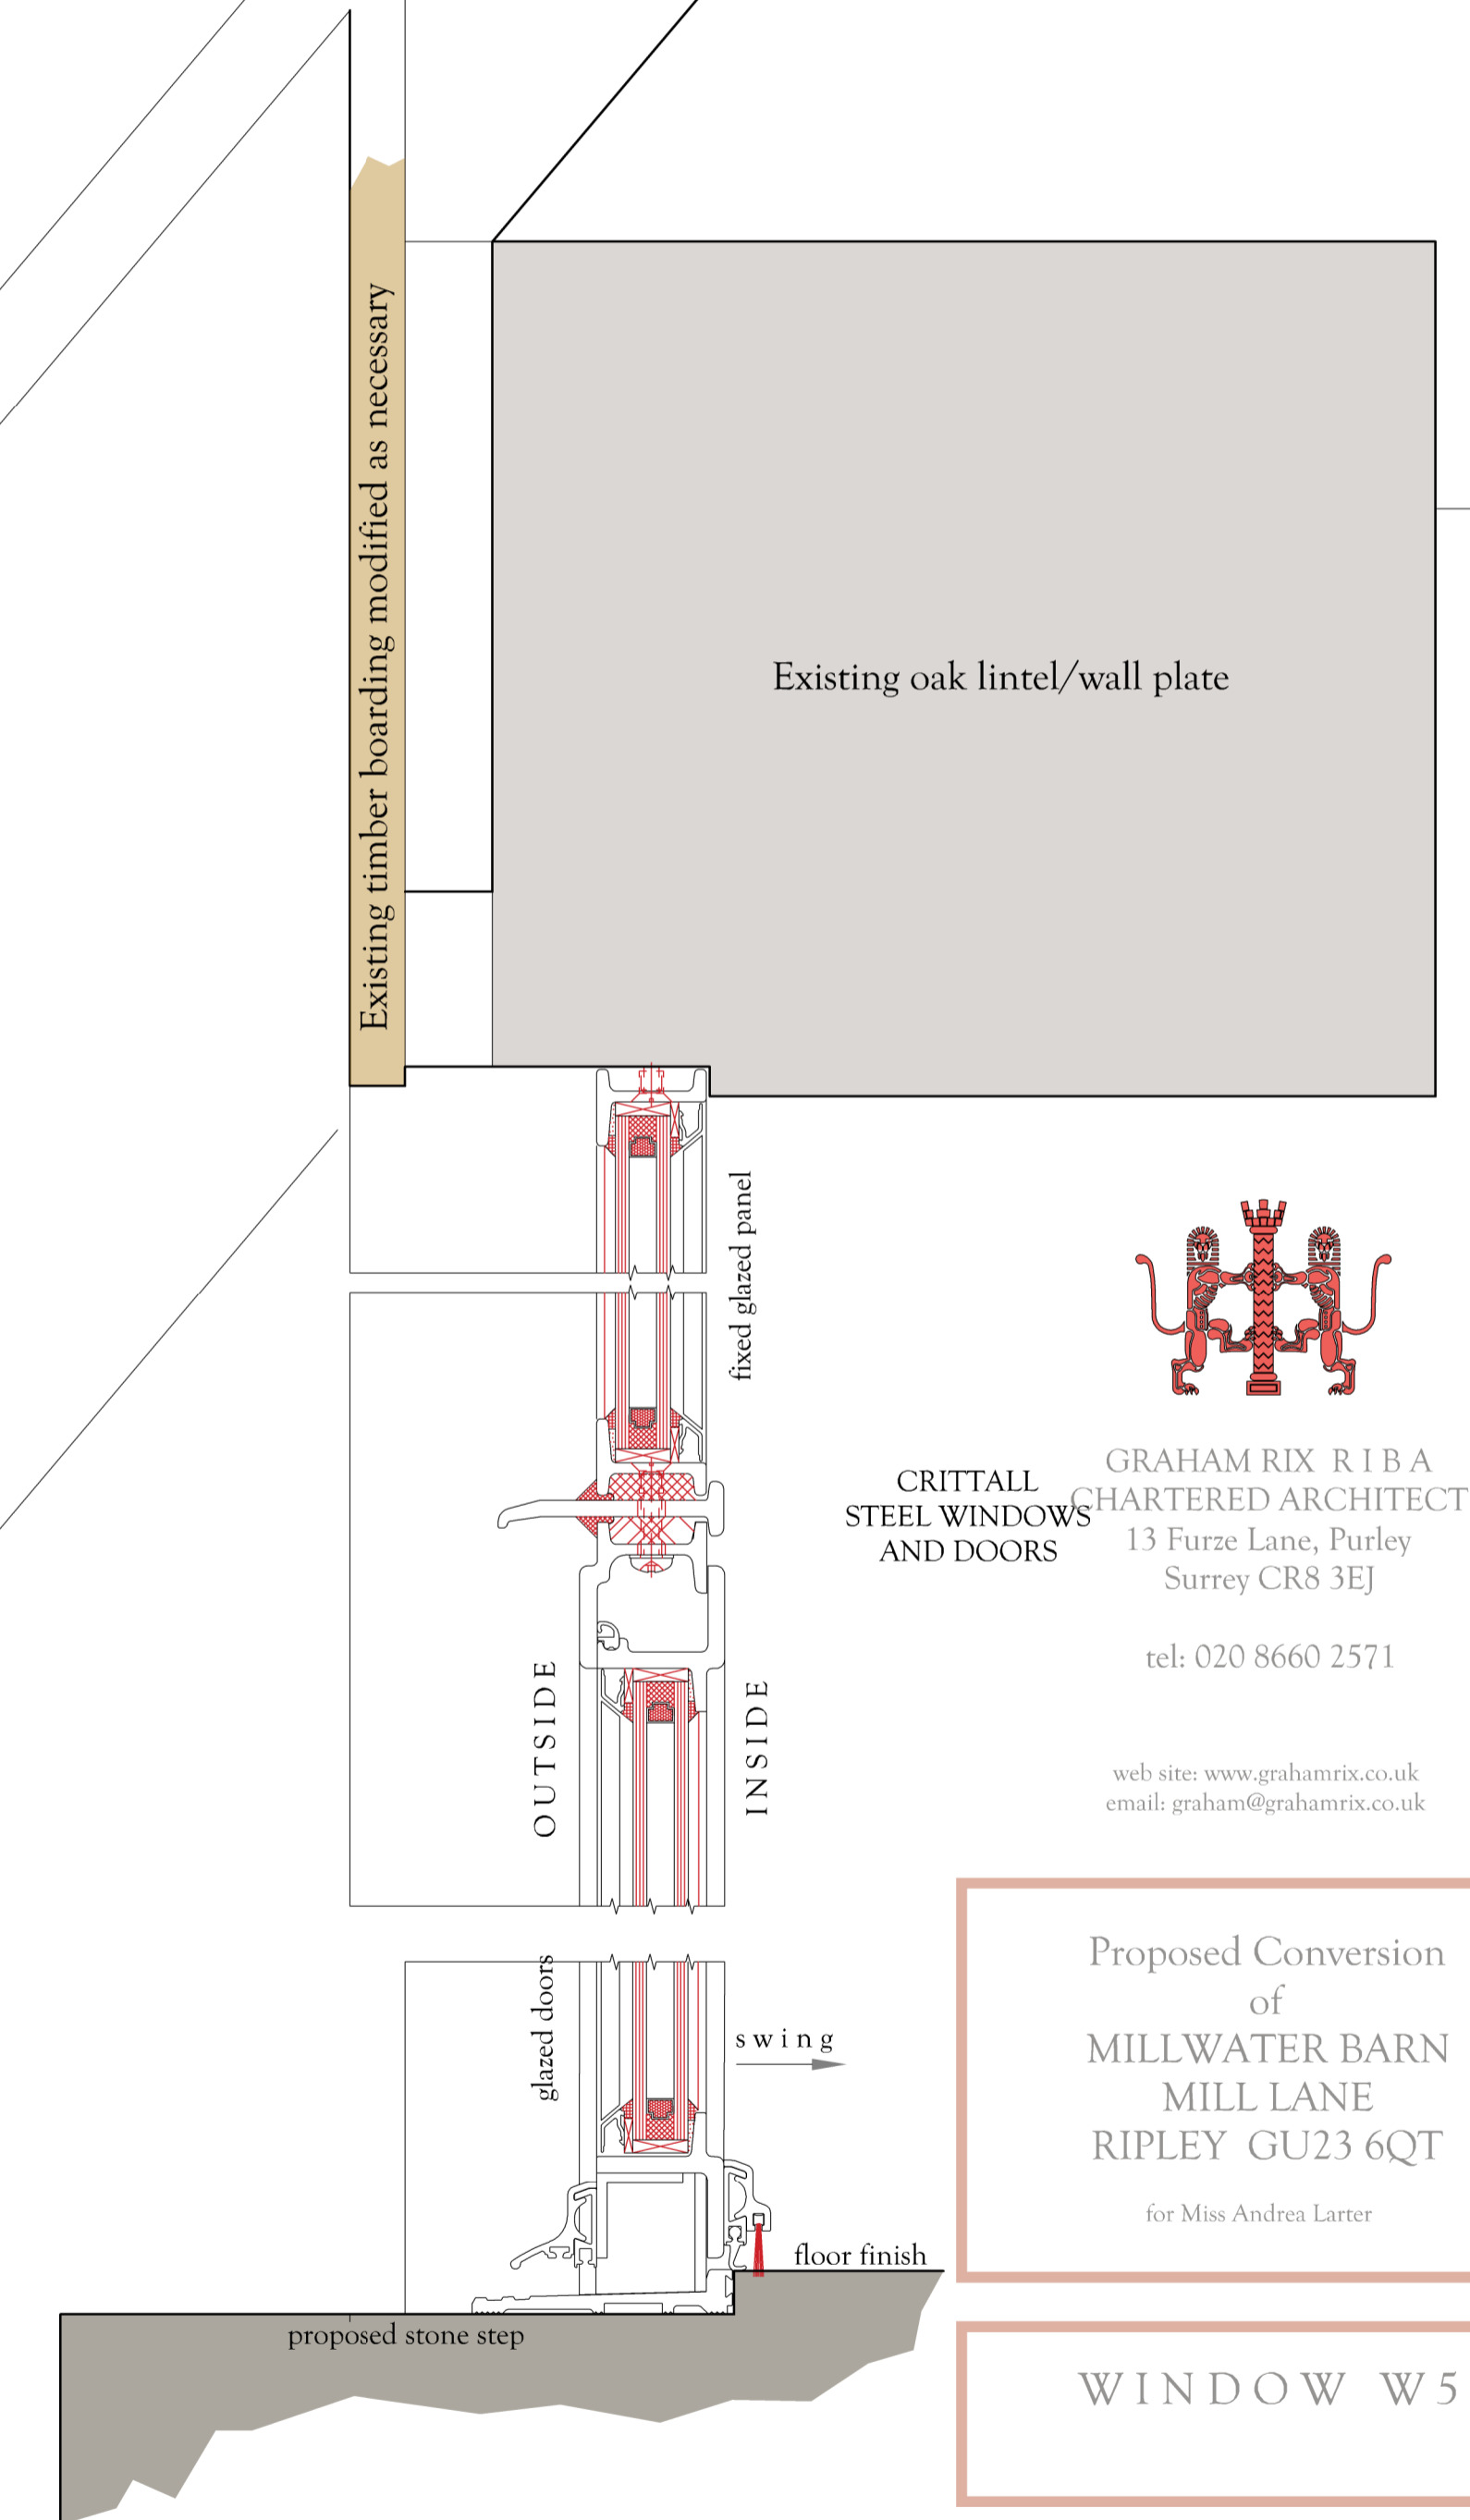 Existing timber boarding modified as necessary
Existing oak lintel/wall plate
fixed glazed panel
CRITTALL
STEEL WINDOWS
AND DOORS
GRAHAM RIX R I B A
CHARTERED ARCHITECT
13 Furze Lane, Purley
Surrey CR8 3EJ
tel: 020 8660 2571
web site: www.grahamrix.co.uk
email: graham@grahamrix.co.uk
OUTSIDE
INSIDE
glazed doors
swing
floor finish
proposed stone step
Proposed Conversion
of
MILLWATER BARN
MILL LANE
RIPLEY GU23 6QT
for Miss Andrea Larter
WINDOW W5